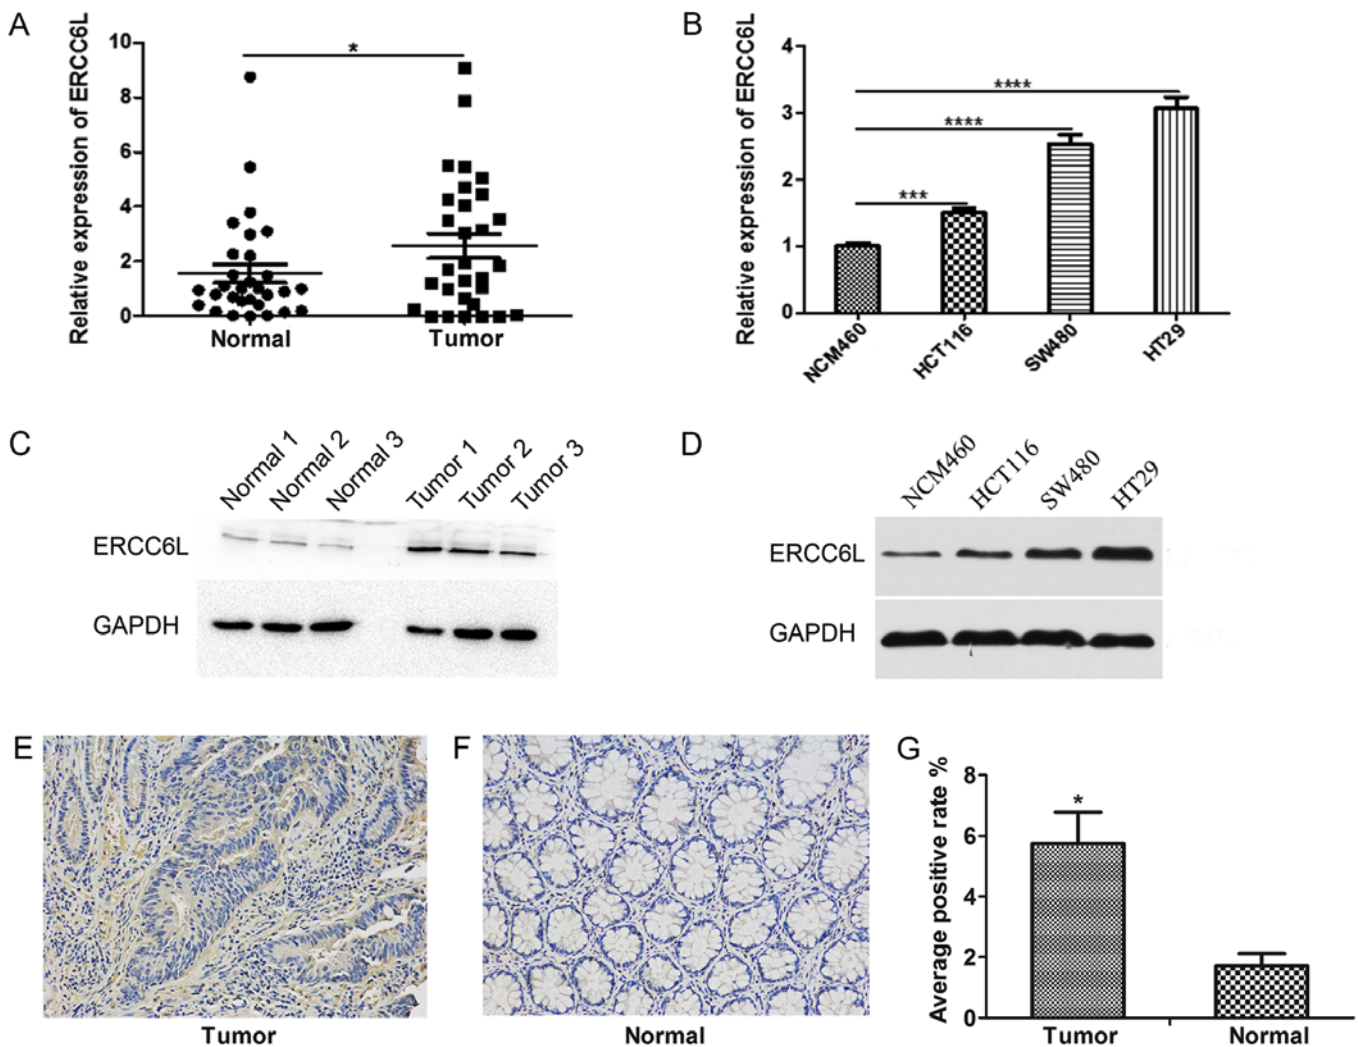 A
Relative expression of ERCC6L
10
8
6
4
2
0
*
Normal
Tumor
B
Relative expression of ERCC6L
4
3
2
1
0
***
****
****
NCM460
HCT116
SW480
HT29
C
Normal 1
Normal 2
Normal 3
Tumor 1
Tumor 2
Tumor 3
ERCC6L
GAPDH
D
NCM460
HCT116
SW480
HT29
ERCC6L
GAPDH
E
Tumor
F
Normal
G
Average positive rate %
8
6
4
2
0
*
Tumor
Normal